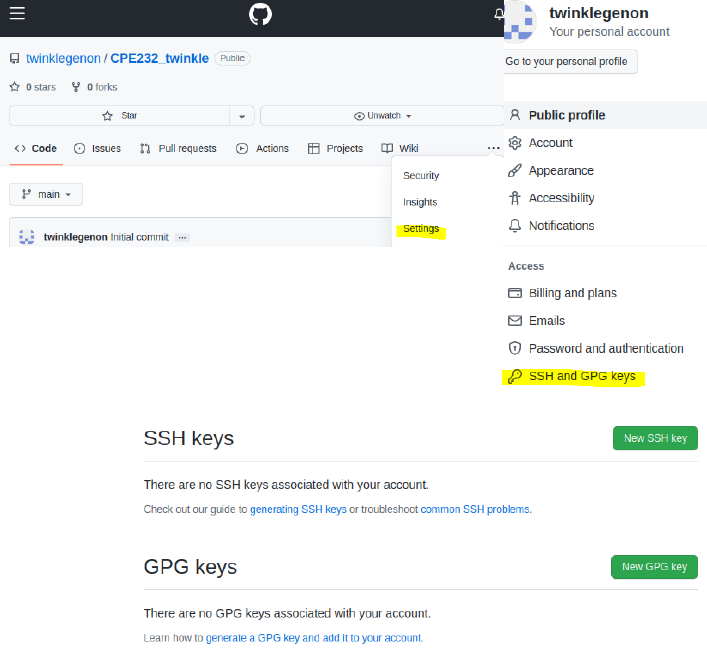 twinklegenon / CPE232_twinkle Public
0 stars 0 forks
Star Unwatch
Code Issues Pull requests Actions Projects Wiki ...
Security
Insights
Settings
main
twinklegenon Initial commit ...
twinklegenon
Your personal account
Go to your personal profile
Public profile
Account
Appearance
Accessibility
Notifications
Access
Billing and plans
Emails
Password and authentication
SSH and GPG keys
SSH keys New SSH key
There are no SSH keys associated with your account.
Check out our guide to generating SSH keys or troubleshoot common SSH problems.
GPG keys New GPG key
There are no GPG keys associated with your account.
Learn how to generate a GPG key and add it to your account.